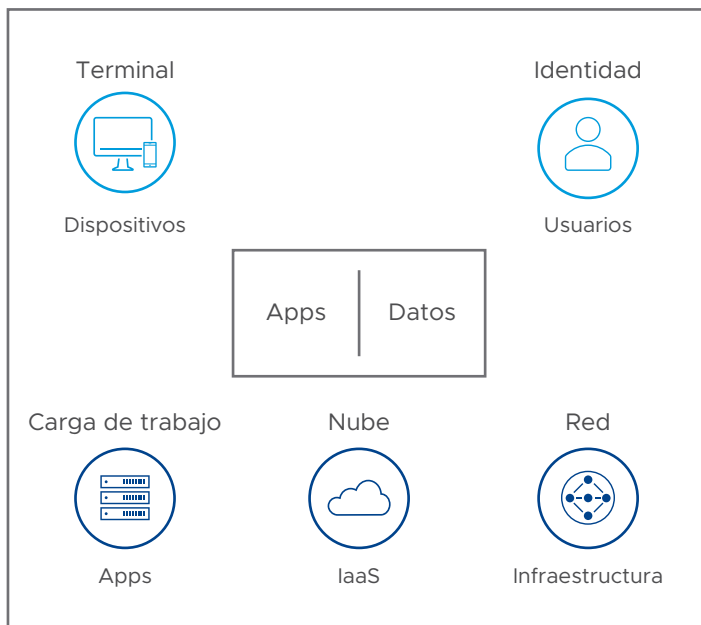 Terminal
Identidad
Dispositivos
Usuarios
Apps
Datos
Carga de trabajo
Nube
Red
Apps
IaaS
Infraestructura